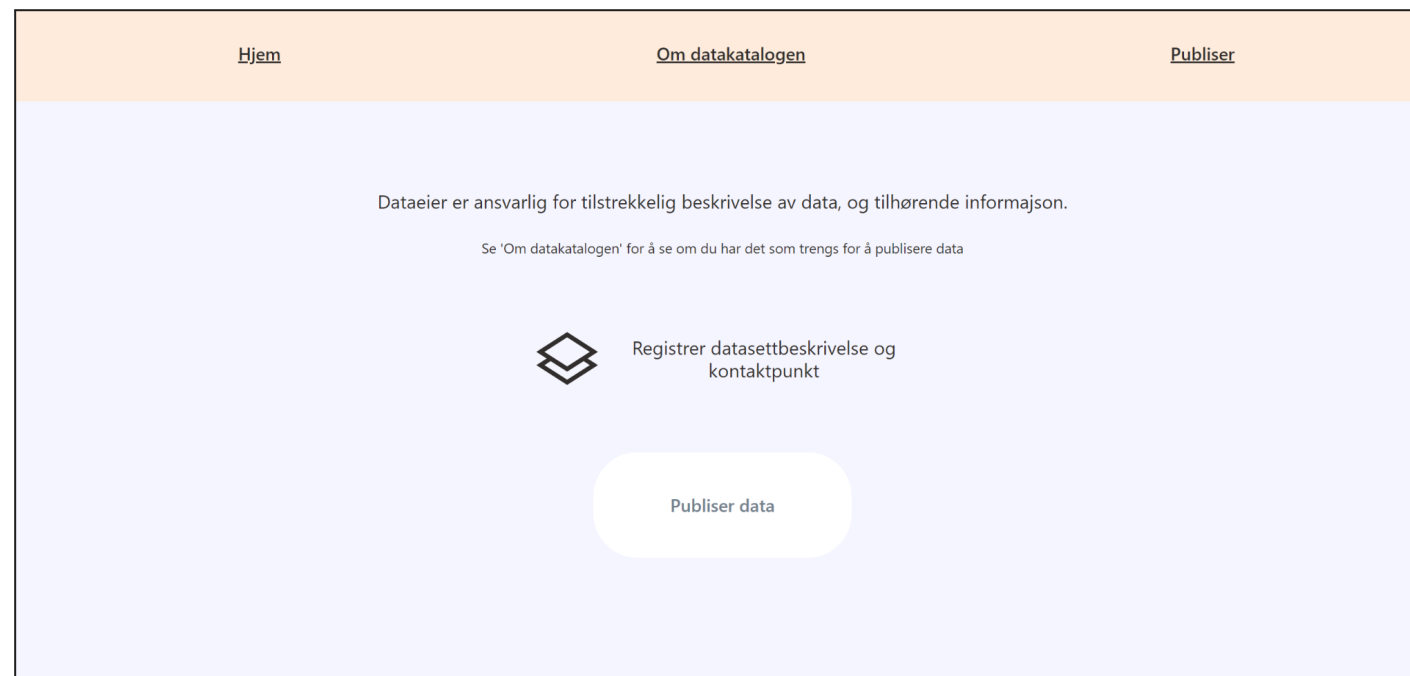 Hjem
Om datakatalogen
Publiser
Dataeier er ansvarlig for tilstrekkelig beskrivelse av data, og tilhørende informajson.
Se 'Om datakatalogen' for å se om du har det som trengs for å publisere data
Registrer datasettbeskrivelse og
kontaktpunkt
Publiser data